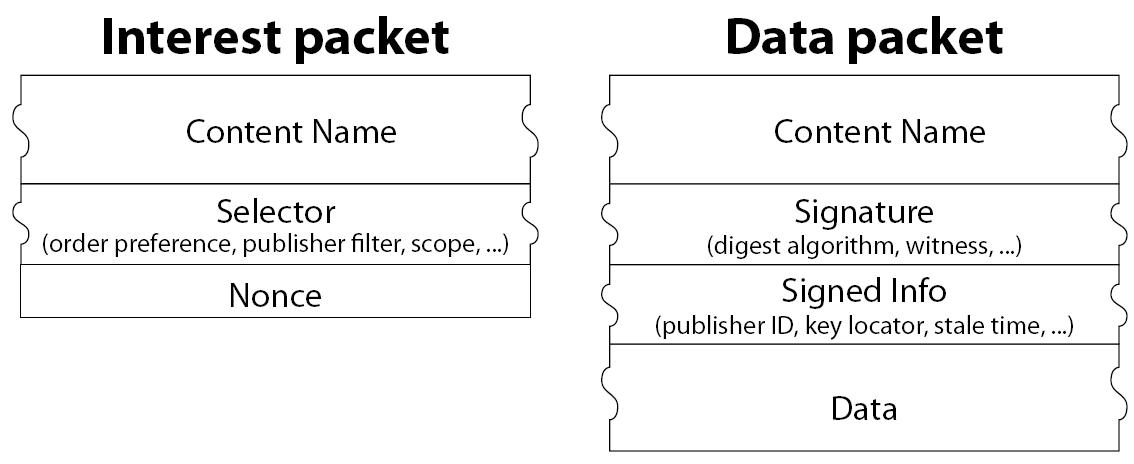 Interest packet
Content Name
Selector
(order preference, publisher filter, scope, ...)
Nonce
Data packet
Content Name
Signature
(digest algorithm, witness, ...)
Signed Info
(publisher ID, key locator, stale time, ...)
Data